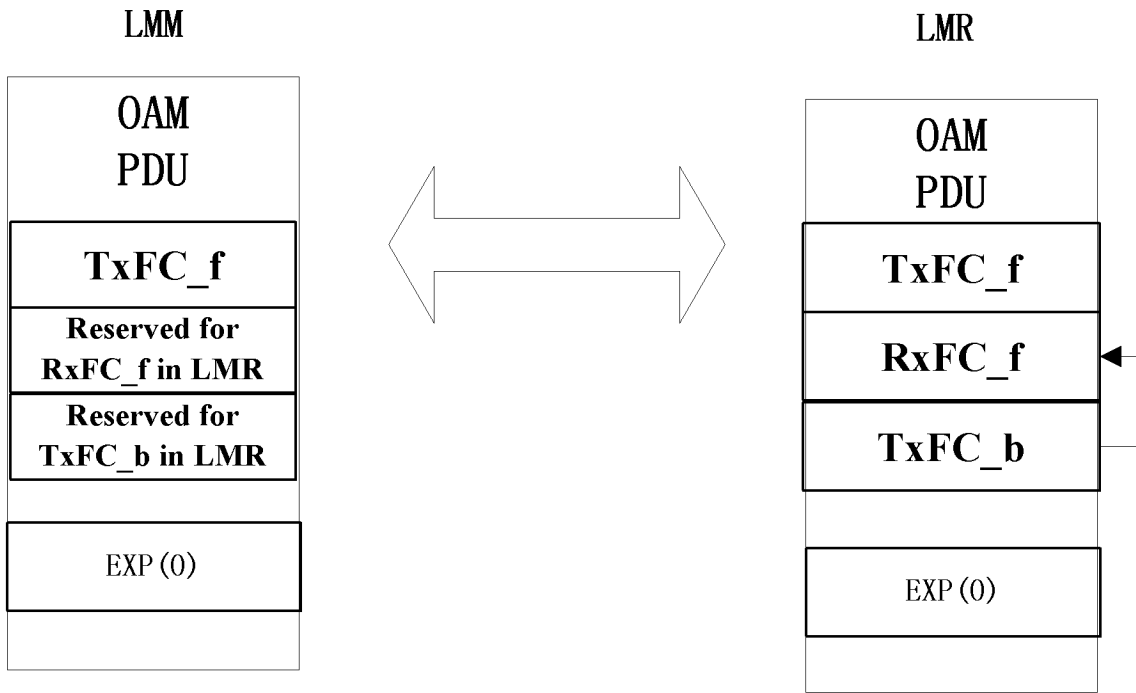 LMM
OAM
PDU
TxFC_f
Reserved for
RxFC_f in LMR
Reserved for
TxFC_b in LMR
EXP(0)
LMR
OAM
PDU
TxFC_f
RxFC_f
TxFC_b
EXP(0)